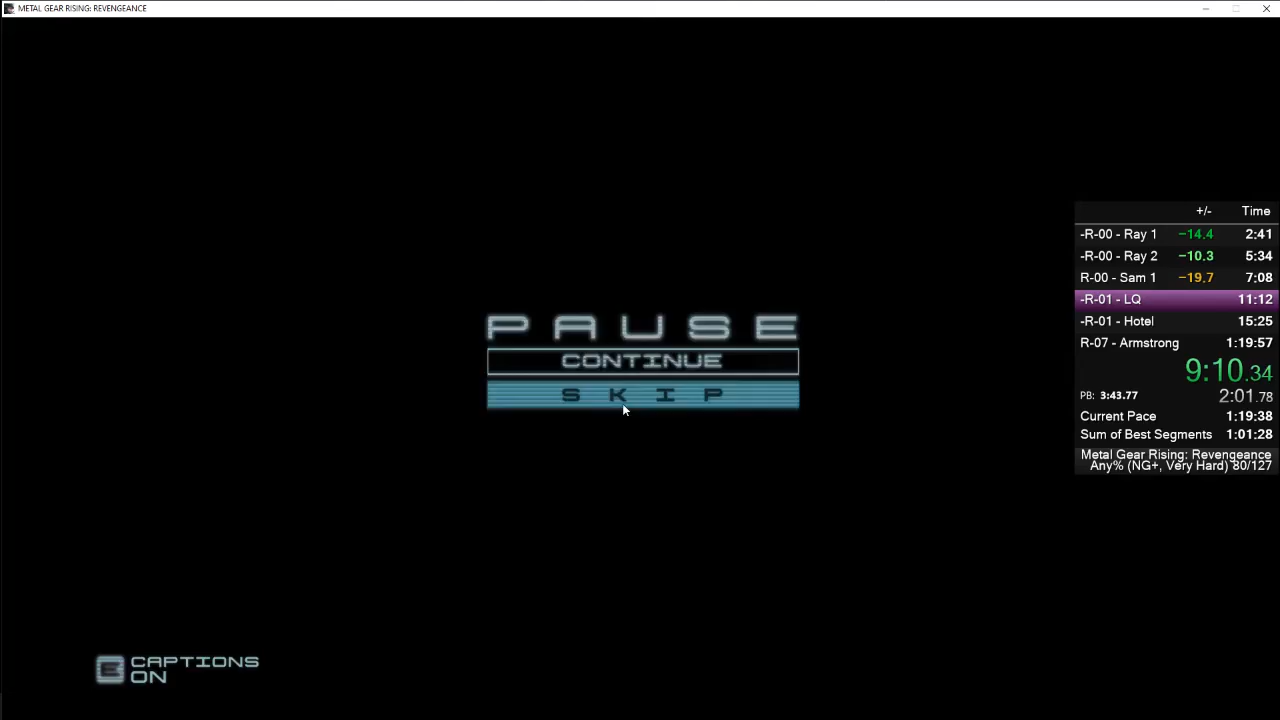 METAL GEAR RISING: REVENGEANCE
PAUSE
CONTINUE
SKIP
+/- Time
-R-00 - Ray 1 −14.4 2:41
-R-00 - Ray 2 −10.3 5:34
R-00 - Sam 1 −19.7 7:08
-R-01 - LQ 11:12
-R-01 - Hotel 15:25
R-07 - Armstrong 1:19:57
9:10.34
PB: 3:43.77 2:01.78
Current Pace 1:19:38
Sum of Best Segments 1:01:28
Metal Gear Rising: Revengeance
Any% (NG+, Very Hard) 80/127
E CAPTIONS
ON